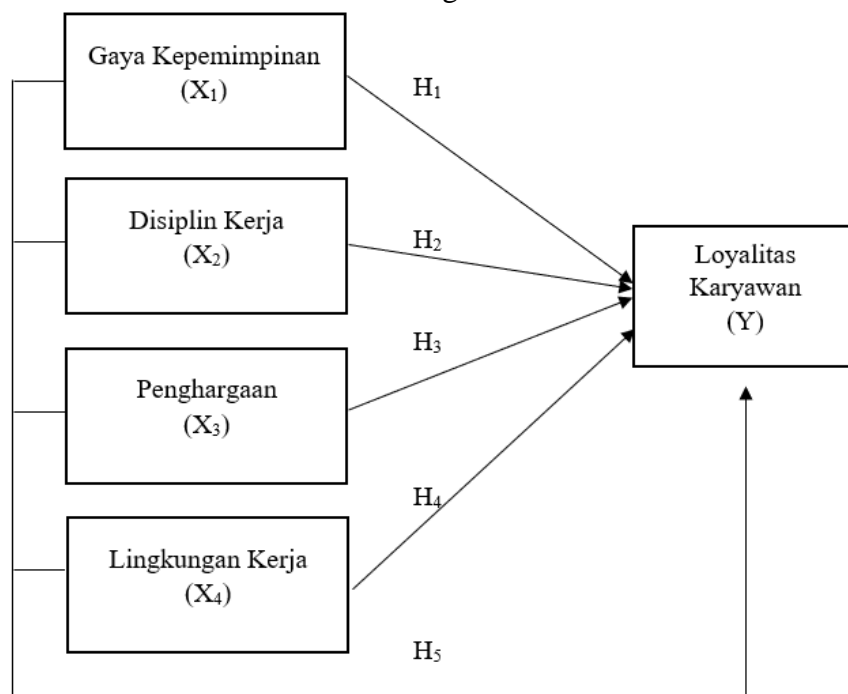 Gaya Kepemimpinan
(X₁)
H₁
Disiplin Kerja
(X₂)
H₂
Loyalitas
Karyawan
(Y)
H₃
Penghargaan
(X₃)
H₄
Lingkungan Kerja
(X₄)
H₅